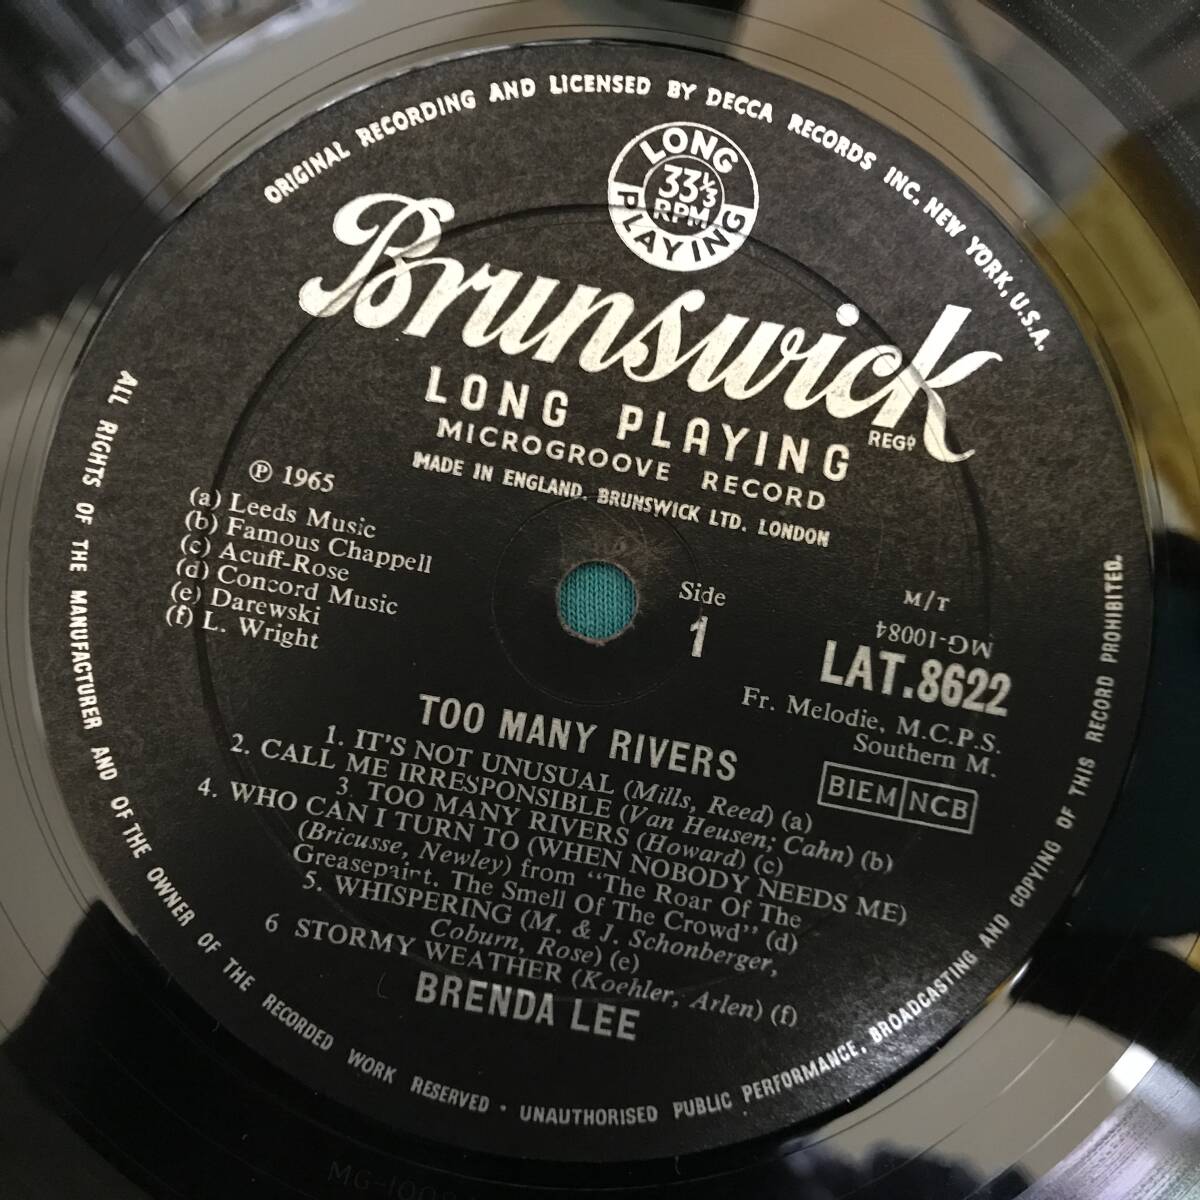 ORIGINAL RECORDING AND LICENSED BY DECCA RECORDS INC. NEW YORK, U.S.A.
LONG
33⅓
RPM
PLAYING
Brunswick
REGD
LONG PLAYING
MICROGROOVE RECORD
MADE IN ENGLAND. BRUNSWICK LTD. LONDON
Ⓟ 1965
(a) Leeds Music
(b) Famous Chappell
(c) Acuff-Rose
(d) Concord Music
(e) Darewski
(f) L. Wright
Side
1
M/T
MG-10084
LAT.8622
Fr. Melodie, M.C.P.S.
Southern M.
BIEM NCB
TOO MANY RIVERS
1. IT'S NOT UNUSUAL (Mills, Reed) (a)
2. CALL ME IRRESPONSIBLE (Van Heusen; Cahn) (b)
3. TOO MANY RIVERS (Howard) (c)
4. WHO CAN I TURN TO (WHEN NOBODY NEEDS ME)
(Bricusse, Newley) from "The Roar Of The
Greasepaint. The Smell Of The Crowd" (d)
5. WHISPERING (M. & J. Schonberger,
Coburn, Rose) (e)
6 STORMY WEATHER (Koehler, Arlen) (f)
BRENDA LEE
ALL RIGHTS OF THE MANUFACTURER AND OF THE OWNER OF THE RECORDED WORK RESERVED · UNAUTHORISED PUBLIC PERFORMANCE, BROADCASTING AND COPYING OF THIS RECORD PROHIBITED.